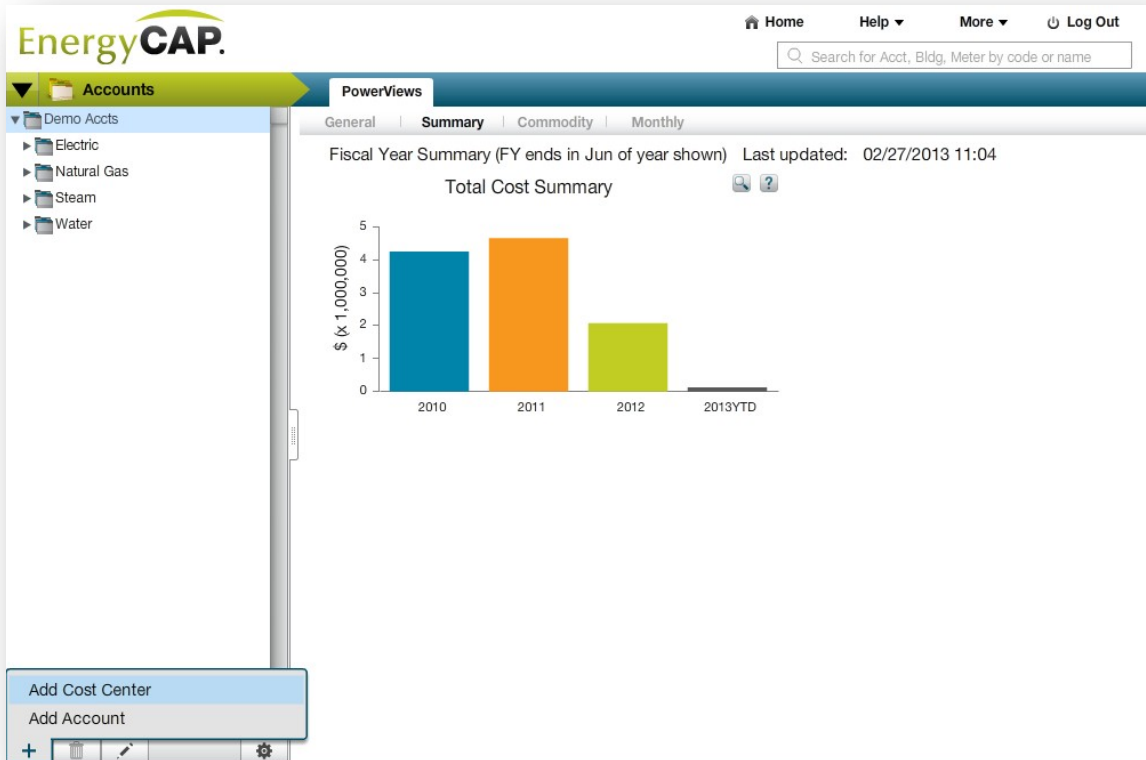 EnergyCAP.
Home Help More Log Out
Search for Acct, Bldg, Meter by code or name
Accounts
PowerViews
Demo Accts
Electric
Natural Gas
Steam
Water
General Summary Commodity Monthly
Fiscal Year Summary (FY ends in Jun of year shown) Last updated: 02/27/2013 11:04
Total Cost Summary
?
$ (x 1,000,000)
5
4
3
2
1
0
2010 2011 2012 2013YTD
Add Cost Center
Add Account